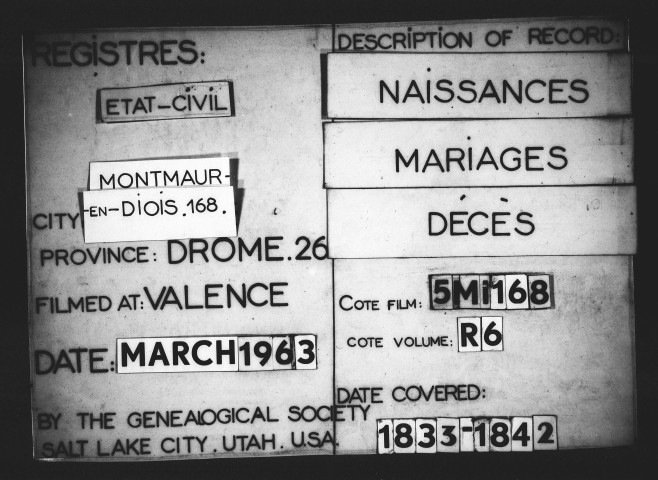 REGISTRES:
ETAT-CIVIL
MONTMAUR-
CITY -EN-DIOIS.168.
PROVINCE: DROME.26
FILMED AT: VALENCE
DATE: MARCH 1963
BY THE GENEALOGICAL SOCIETY
SALT LAKE CITY. UTAH. U.S.A.
DESCRIPTION OF RECORD:
NAISSANCES
MARIAGES
DÉCÈS
COTE FILM: 5Mi168
COTE VOLUME: R6
DATE COVERED:
1833-1842